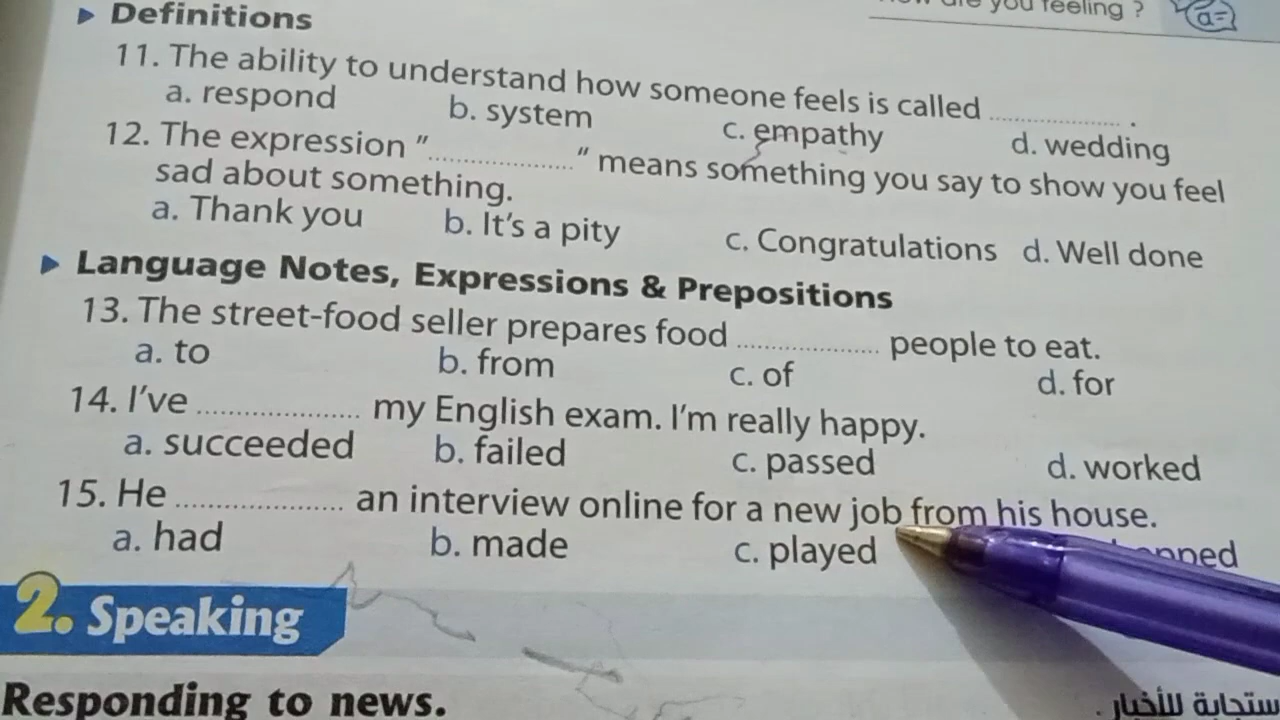 you feeling ?
a=
▶ Definitions
11. The ability to understand how someone feels is called .................... .
a. respond b. system c. empathy d. wedding
12. The expression "...................." means something you say to show you feel
sad about something.
a. Thank you b. It's a pity c. Congratulations d. Well done
▶ Language Notes, Expressions & Prepositions
13. The street-food seller prepares food .................... people to eat.
a. to b. from c. of d. for
14. I've .................... my English exam. I'm really happy.
a. succeeded b. failed c. passed d. worked
15. He .................... an interview online for a new job from his house.
a. had b. made c. played
2. Speaking
Responding to news.
للأخبار.